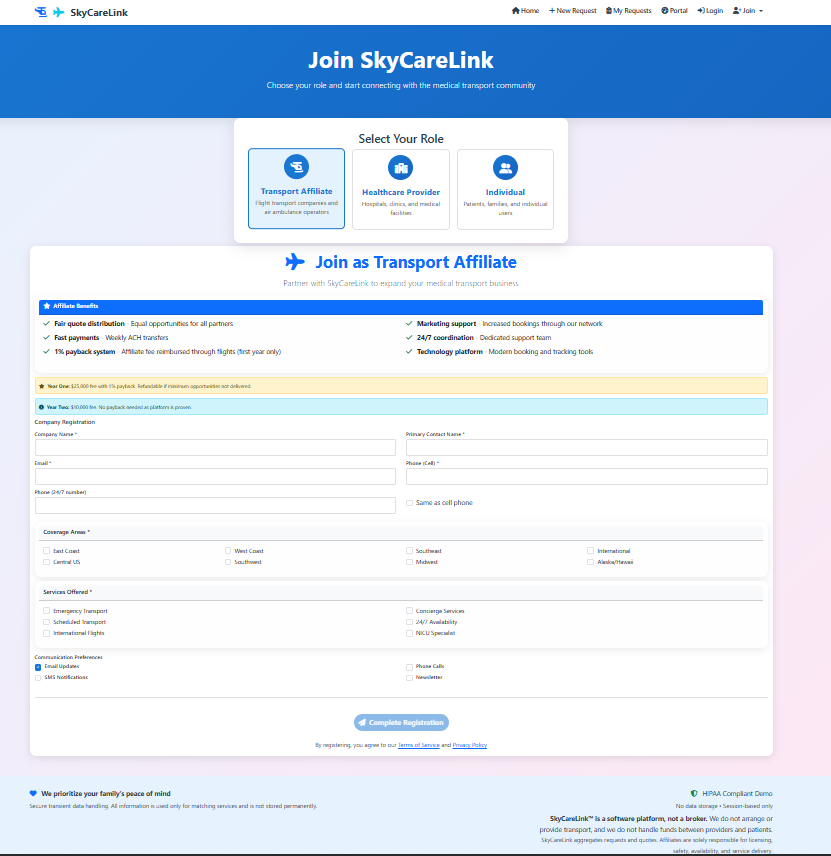 SkyCareLink
Home New Request My Requests Portal Login Join
Join SkyCareLink
Choose your role and start connecting with the medical transport community
Select Your Role
Transport Affiliate
Flight transport companies and
air ambulance operators
Healthcare Provider
Hospitals, clinics, and medical
facilities
Individual
Patients, families, and individual
users
Join as Transport Affiliate
Partner with SkyCareLink to expand your medical transport business
Affiliate Benefits
Fair quote distribution - Equal opportunities for all partners
Fast payments - Weekly ACH transfers
1% payback system - Affiliate fee reimbursed through flights (first year only)
Marketing support - Increased bookings through our network
24/7 coordination - Dedicated support team
Technology platform - Modern booking and tracking tools
Year One: $25,000 fee with 1% payback. Refundable if minimum opportunities not delivered.
Year Two: $10,000 fee. No payback needed as platform is proven.
Company Registration
Company Name *
Primary Contact Name *
Email *
Phone (Cell) *
Phone (24/7 number)
Same as cell phone
Coverage Areas *
East Coast
West Coast
Southeast
International
Central US
Southwest
Midwest
Alaska/Hawaii
Services Offered *
Emergency Transport
Concierge Services
Scheduled Transport
24/7 Availability
International Flights
NICU Specialist
Communication Preferences
Email Updates
Phone Calls
SMS Notifications
Newsletter
Complete Registration
By registering, you agree to our Terms of Service and Privacy Policy
We prioritize your family's peace of mind
Secure transient data handling. All information is used only for matching services and is not stored permanently.
HIPAA Compliant Demo
No data storage • Session-based only
SkyCareLink™ is a software platform, not a broker. We do not arrange or
provide transport, and we do not handle funds between providers and patients.
SkyCareLink aggregates requests and quotes. Affiliates are solely responsible for licensing,
safety, availability, and service delivery.